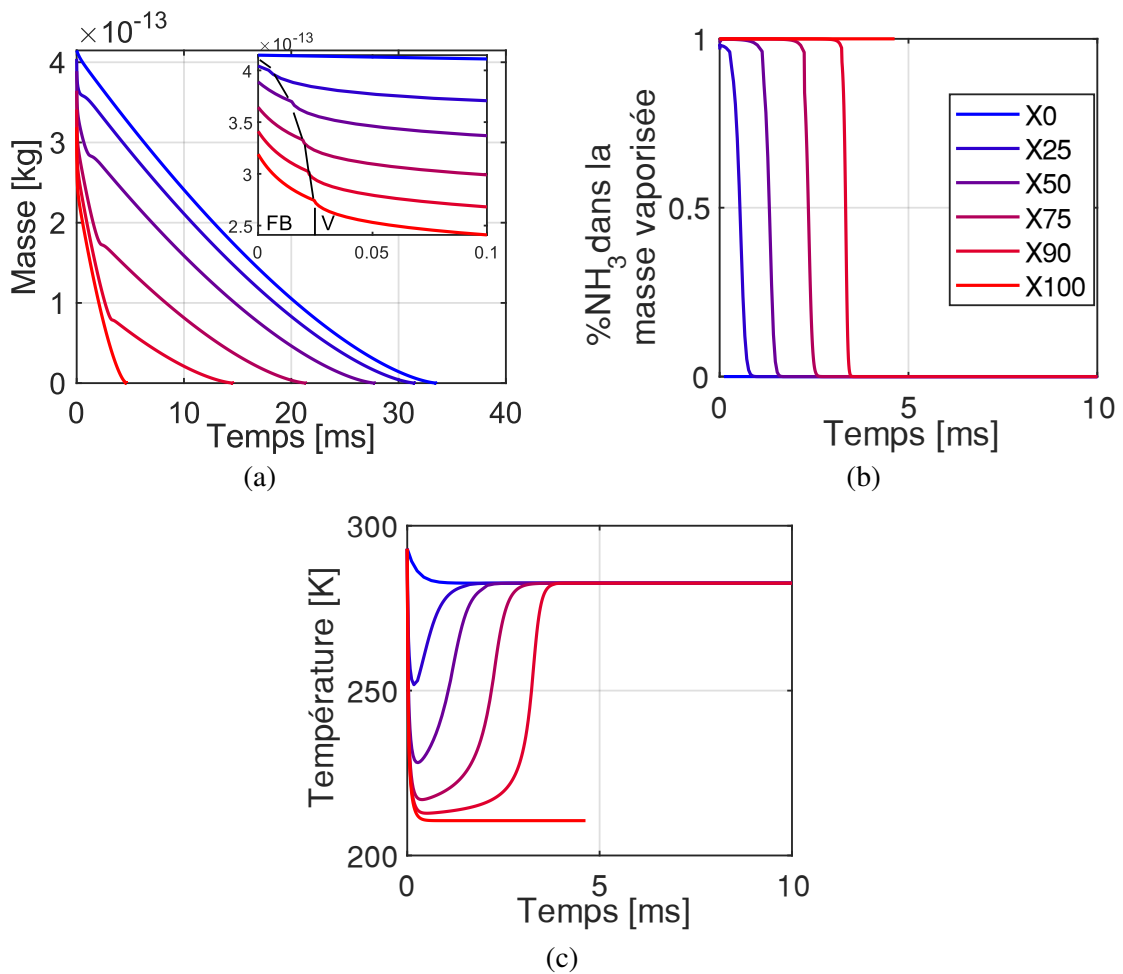 ×10⁻¹³
Masse [kg]
4
3
2
1
0
0 10 20 30 40
Temps [ms]
×10⁻¹³
4
3.5
3
2.5
FB V
0 0.05 0.1
(a)
%NH₃ dans la
masse vaporisée
1
0.5
0
0 5 10
Temps [ms]
X0
X25
X50
X75
X90
X100
(b)
Température [K]
300
250
200
0 5 10
Temps [ms]
(c)